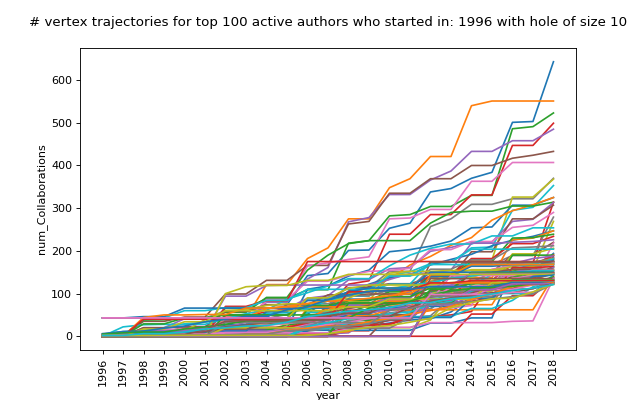 # vertex trajectories for top 100 active authors who started in: 1996 with hole of size 10
600
500
400
300
200
100
0
num_Collaborations
1996 1997 1998 1999 2000 2001 2002 2003 2004 2005 2006 2007 2008 2009 2010 2011 2012 2013 2014 2015 2016 2017 2018
year